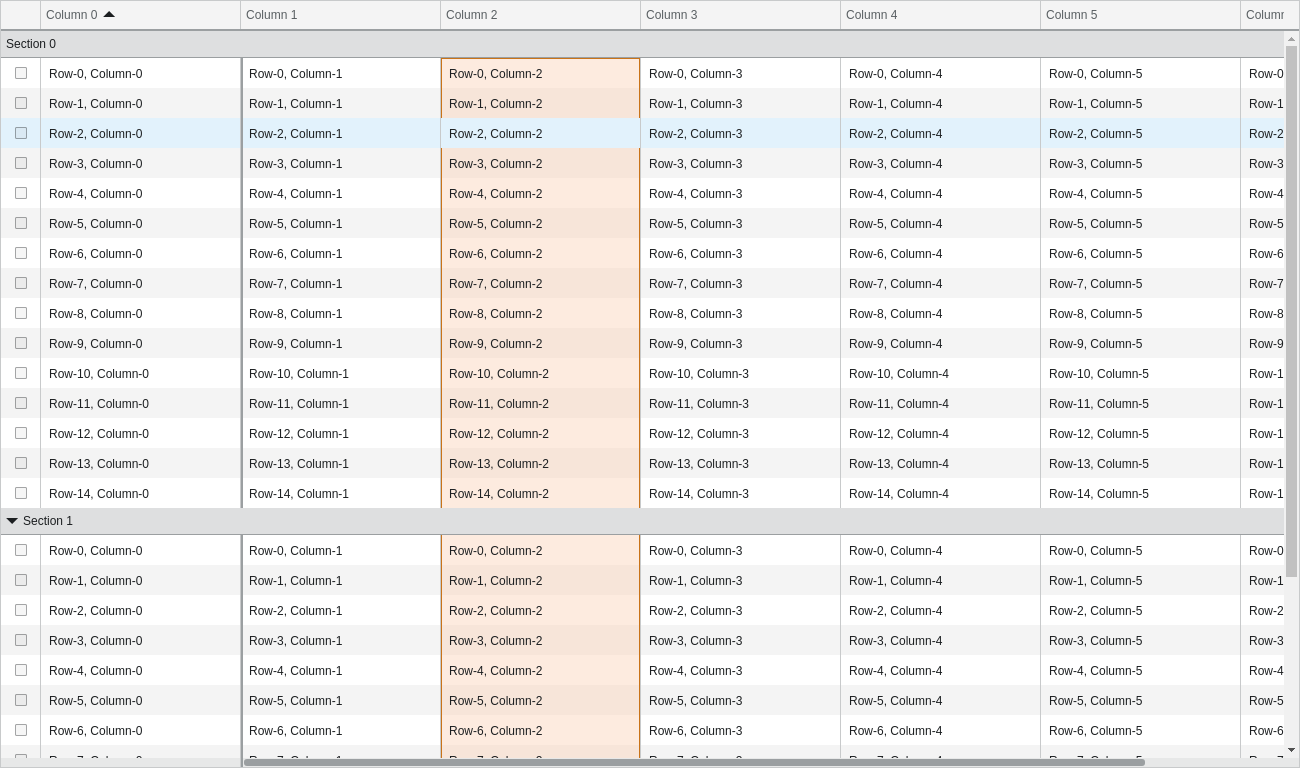 Column 0 Column 1 Column 2 Column 3 Column 4 Column 5 Column
Section 0
Row-0, Column-0 Row-0, Column-1 Row-0, Column-2 Row-0, Column-3 Row-0, Column-4 Row-0, Column-5 Row-0
Row-1, Column-0 Row-1, Column-1 Row-1, Column-2 Row-1, Column-3 Row-1, Column-4 Row-1, Column-5 Row-1
Row-2, Column-0 Row-2, Column-1 Row-2, Column-2 Row-2, Column-3 Row-2, Column-4 Row-2, Column-5 Row-2
Row-3, Column-0 Row-3, Column-1 Row-3, Column-2 Row-3, Column-3 Row-3, Column-4 Row-3, Column-5 Row-3
Row-4, Column-0 Row-4, Column-1 Row-4, Column-2 Row-4, Column-3 Row-4, Column-4 Row-4, Column-5 Row-4
Row-5, Column-0 Row-5, Column-1 Row-5, Column-2 Row-5, Column-3 Row-5, Column-4 Row-5, Column-5 Row-5
Row-6, Column-0 Row-6, Column-1 Row-6, Column-2 Row-6, Column-3 Row-6, Column-4 Row-6, Column-5 Row-6
Row-7, Column-0 Row-7, Column-1 Row-7, Column-2 Row-7, Column-3 Row-7, Column-4 Row-7, Column-5 Row-7
Row-8, Column-0 Row-8, Column-1 Row-8, Column-2 Row-8, Column-3 Row-8, Column-4 Row-8, Column-5 Row-8
Row-9, Column-0 Row-9, Column-1 Row-9, Column-2 Row-9, Column-3 Row-9, Column-4 Row-9, Column-5 Row-9
Row-10, Column-0 Row-10, Column-1 Row-10, Column-2 Row-10, Column-3 Row-10, Column-4 Row-10, Column-5 Row-1
Row-11, Column-0 Row-11, Column-1 Row-11, Column-2 Row-11, Column-3 Row-11, Column-4 Row-11, Column-5 Row-1
Row-12, Column-0 Row-12, Column-1 Row-12, Column-2 Row-12, Column-3 Row-12, Column-4 Row-12, Column-5 Row-1
Row-13, Column-0 Row-13, Column-1 Row-13, Column-2 Row-13, Column-3 Row-13, Column-4 Row-13, Column-5 Row-1
Row-14, Column-0 Row-14, Column-1 Row-14, Column-2 Row-14, Column-3 Row-14, Column-4 Row-14, Column-5 Row-1
Section 1
Row-0, Column-0 Row-0, Column-1 Row-0, Column-2 Row-0, Column-3 Row-0, Column-4 Row-0, Column-5 Row-0
Row-1, Column-0 Row-1, Column-1 Row-1, Column-2 Row-1, Column-3 Row-1, Column-4 Row-1, Column-5 Row-1
Row-2, Column-0 Row-2, Column-1 Row-2, Column-2 Row-2, Column-3 Row-2, Column-4 Row-2, Column-5 Row-2
Row-3, Column-0 Row-3, Column-1 Row-3, Column-2 Row-3, Column-3 Row-3, Column-4 Row-3, Column-5 Row-3
Row-4, Column-0 Row-4, Column-1 Row-4, Column-2 Row-4, Column-3 Row-4, Column-4 Row-4, Column-5 Row-4
Row-5, Column-0 Row-5, Column-1 Row-5, Column-2 Row-5, Column-3 Row-5, Column-4 Row-5, Column-5 Row-5
Row-6, Column-0 Row-6, Column-1 Row-6, Column-2 Row-6, Column-3 Row-6, Column-4 Row-6, Column-5 Row-6